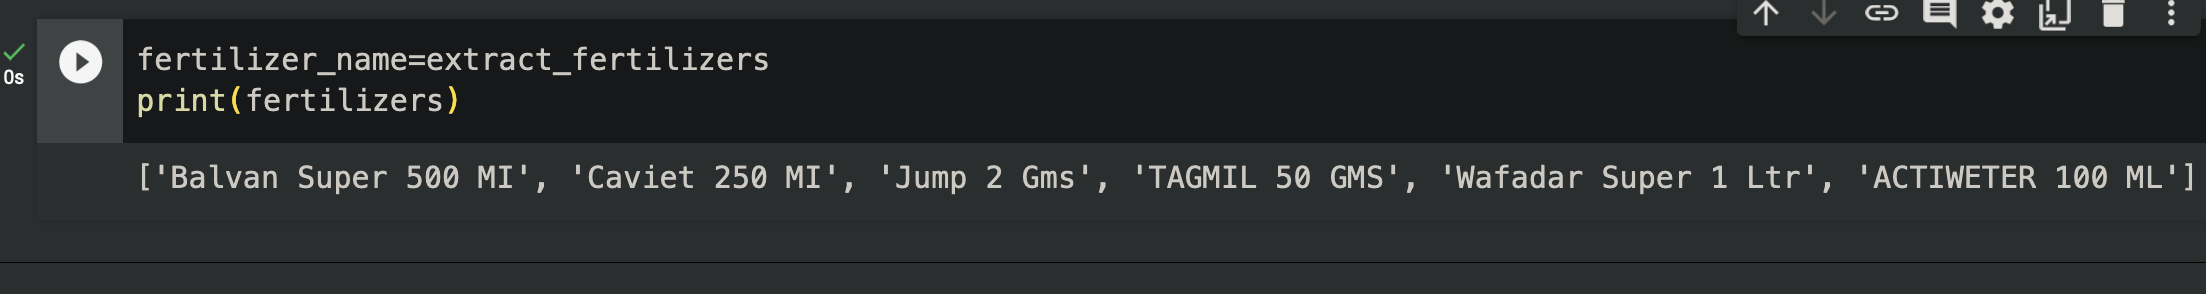 fertilizer_name=extract_fertilizers
0s
print(fertilizers)
['Balvan Super 500 MI', 'Caviet 250 MI', 'Jump 2 Gms', 'TAGMIL 50 GMS', 'Wafadar Super 1 Ltr', 'ACTIWETER 100 ML']